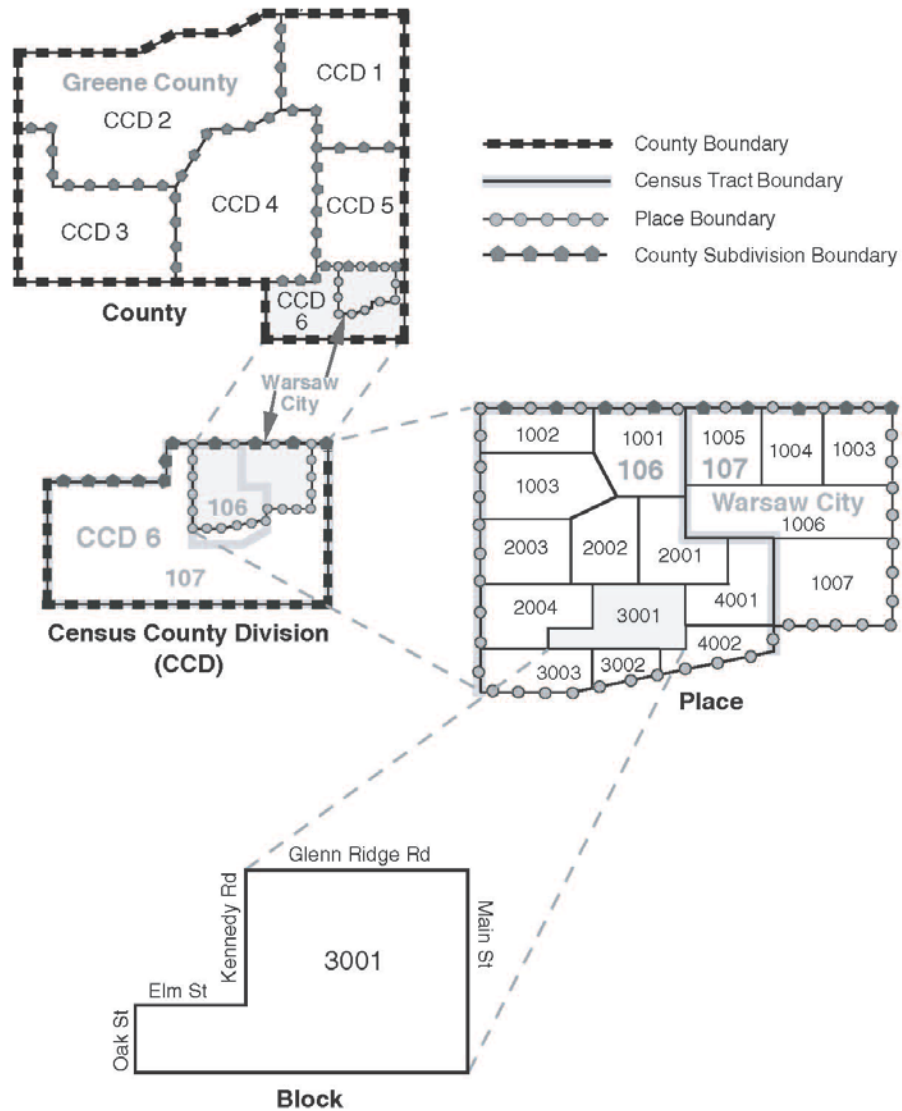 Greene County
CCD 1
CCD 2
CCD 3
CCD 4
CCD 5
CCD
6
County
County Boundary
Census Tract Boundary
Place Boundary
County Subdivision Boundary
Warsaw
City
CCD 6
106
107
Census County Division
(CCD)
1002
1001
106
1005
107
1004
1003
1003
Warsaw City
1006
2003
2002
2001
1007
2004
3001
4001
4002
3003
3002
Place
Glenn Ridge Rd
Kennedy Rd
Main St
3001
Elm St
Oak St
Block